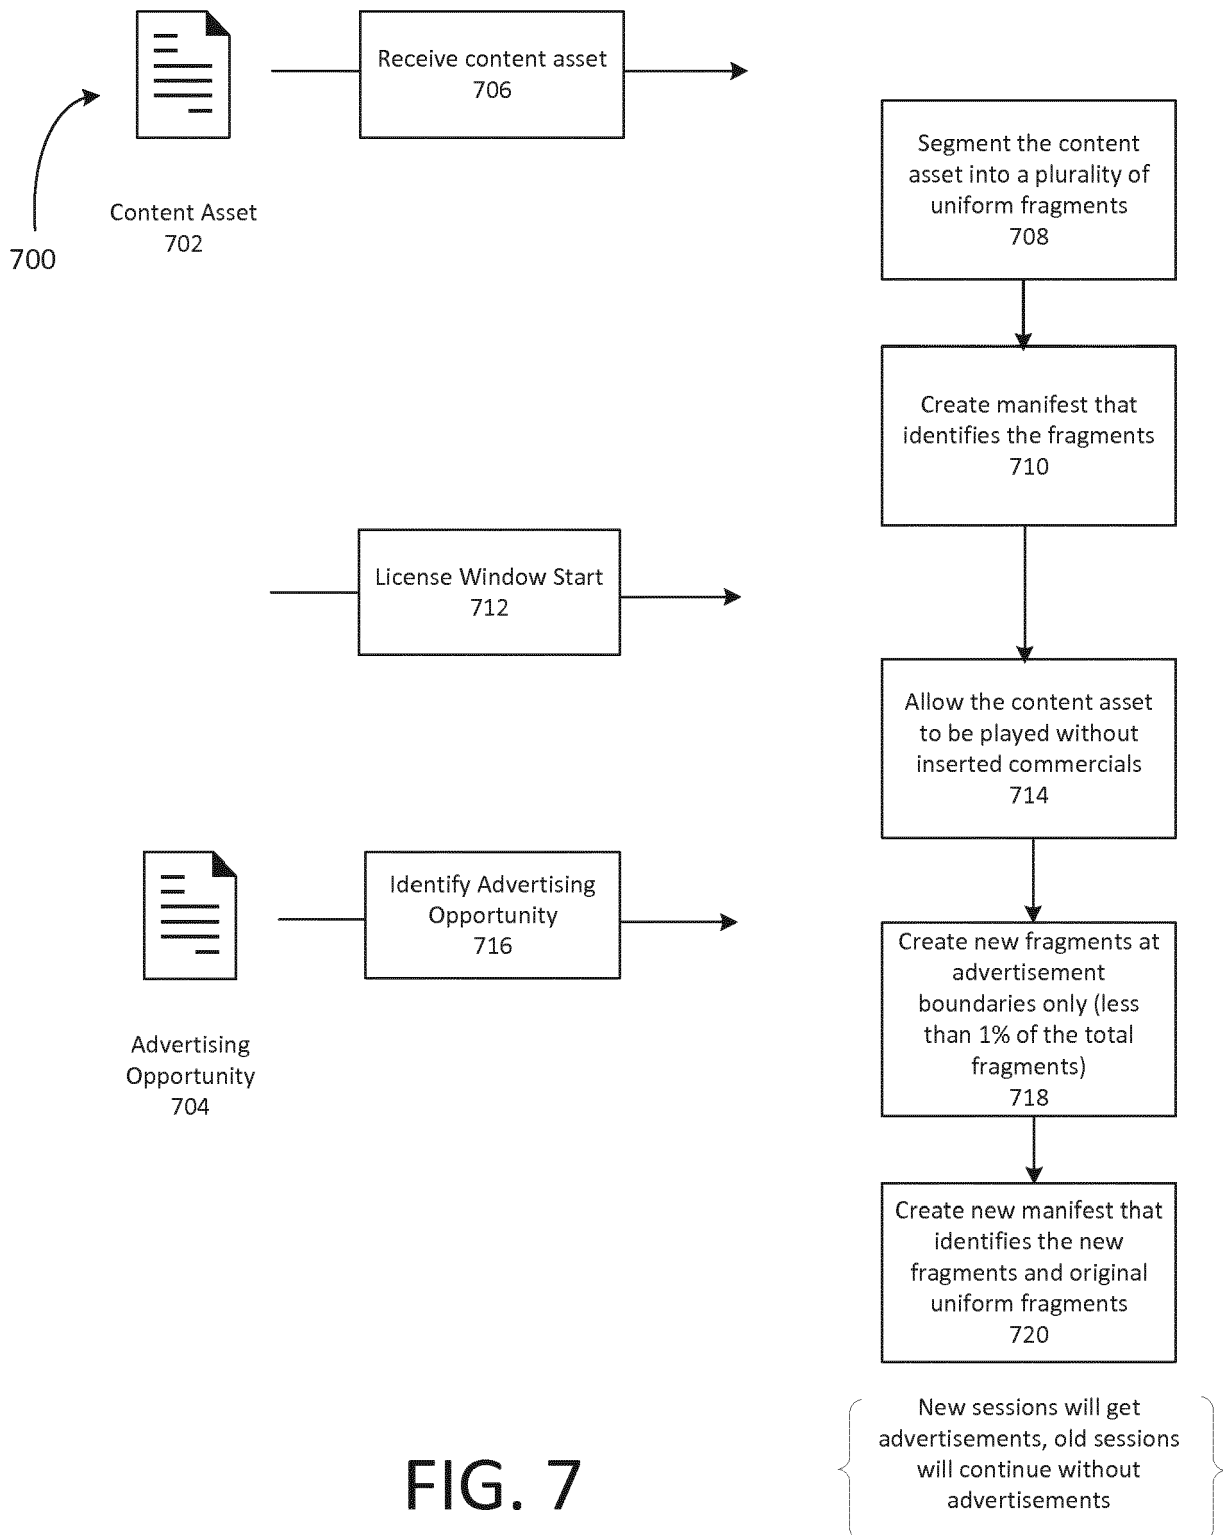 Receive content asset
706
Content Asset
702
700
Segment the content
asset into a plurality of
uniform fragments
708
Create manifest that
identifies the fragments
710
License Window Start
712
Allow the content asset
to be played without
inserted commercials
714
Identify Advertising
Opportunity
716
Advertising
Opportunity
704
Create new fragments at
advertisement
boundaries only (less
than 1% of the total
fragments)
718
Create new manifest that
identifies the new
fragments and original
uniform fragments
720
New sessions will get
advertisements, old sessions
will continue without
advertisements
FIG. 7